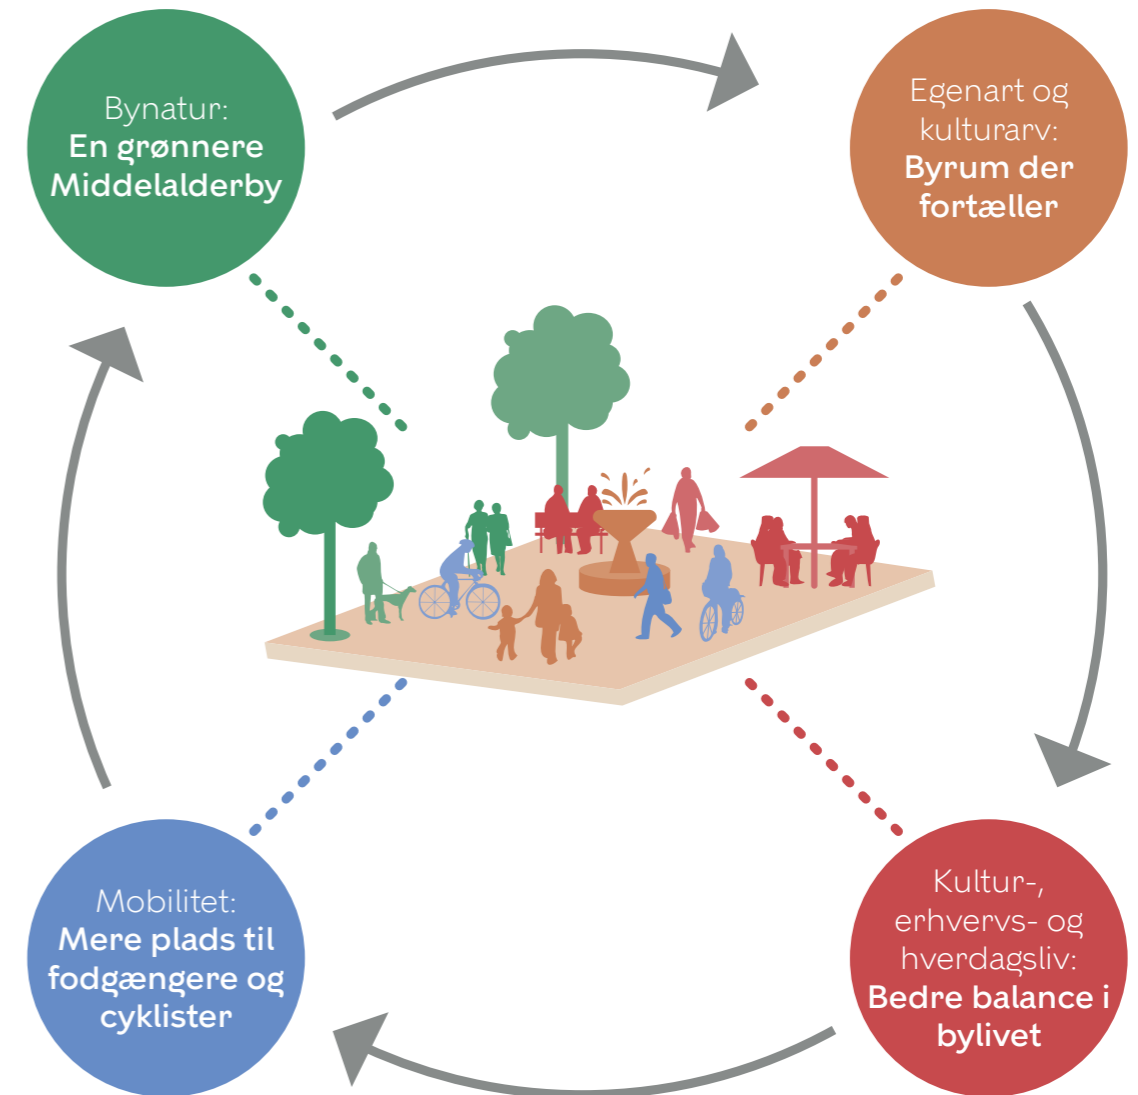 Bynatur:
En grønnere
Middelalderby
Egenart og
kulturarv:
Byrum der
fortæller
Mobilitet:
Mere plads til
fodgængere og
cyklister
Kultur-,
erhvervs- og
hverdagsliv:
Bedre balance i
bylivet